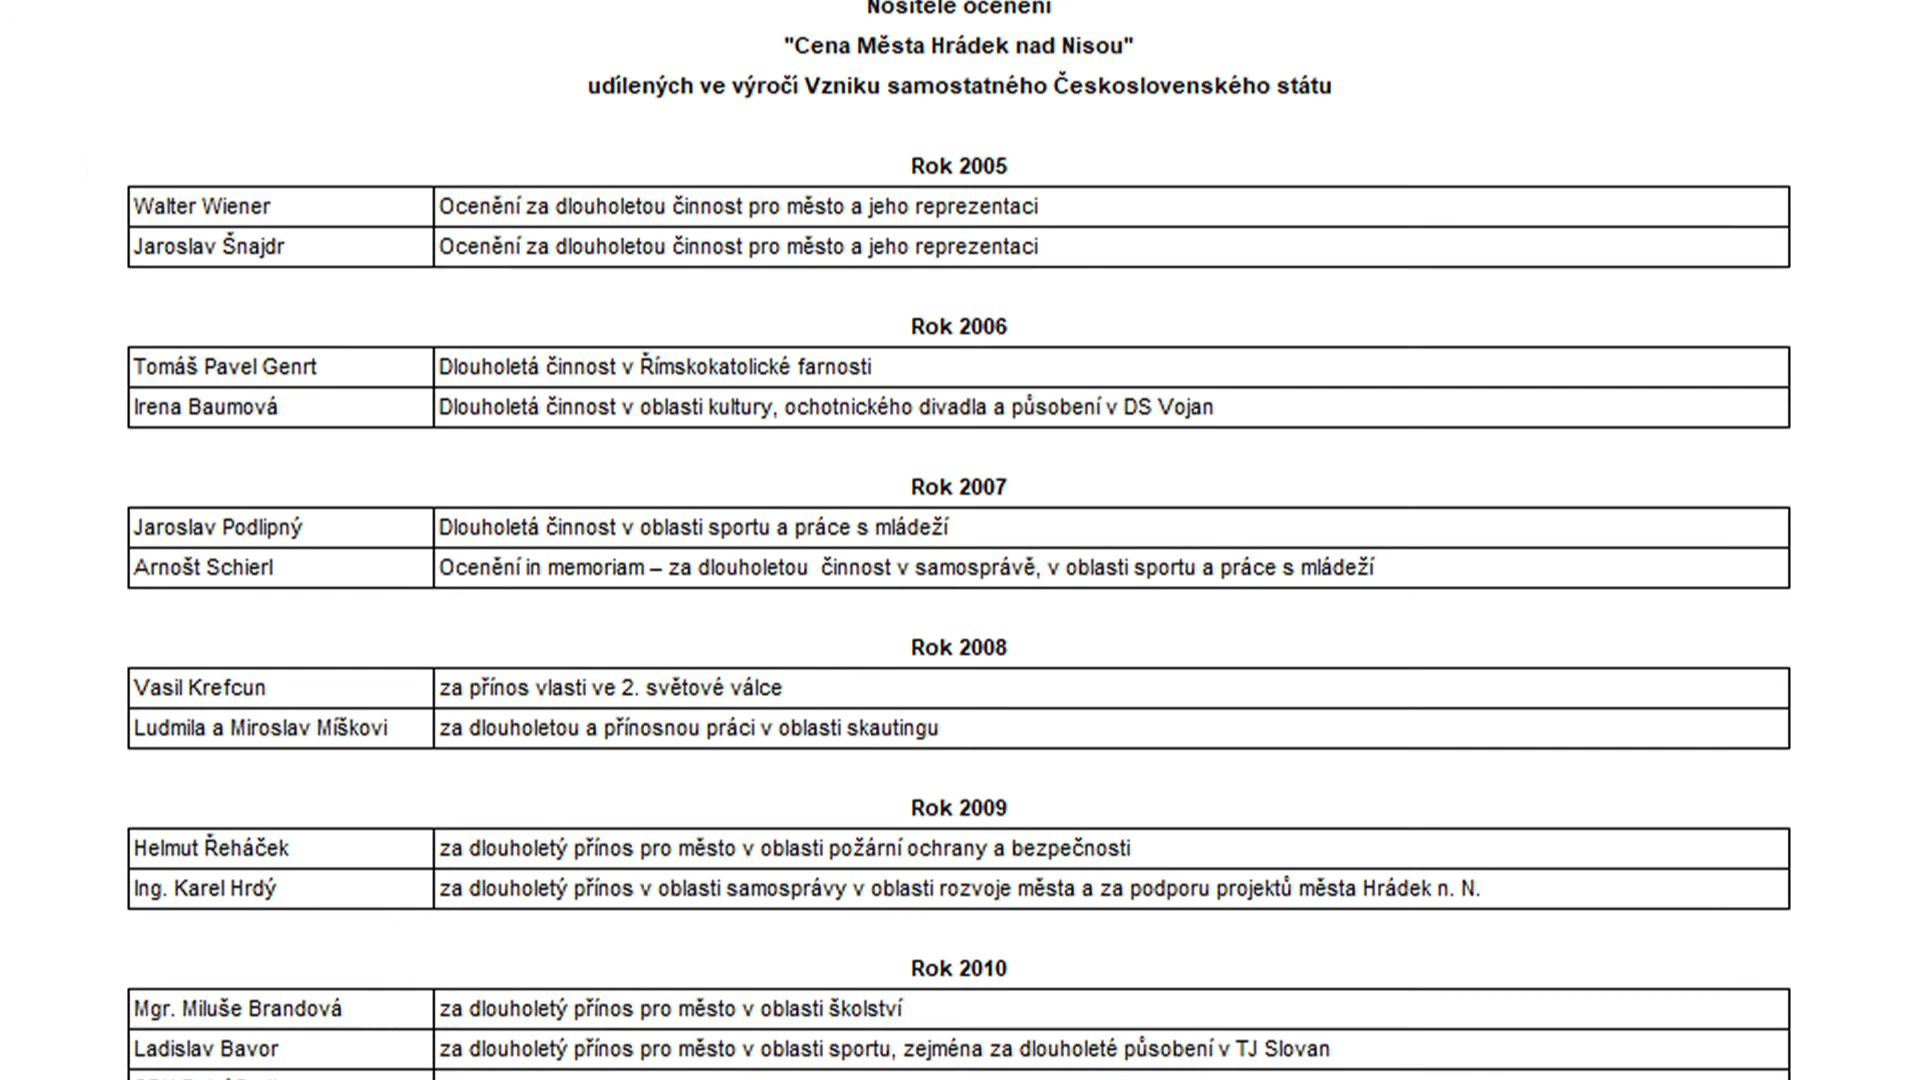 Nositelé ocenění
"Cena Města Hrádek nad Nisou"
udílených ve výročí Vzniku samostatného Československého státu
Rok 2005
Walter Wiener Ocenění za dlouholetou činnost pro město a jeho reprezentaci
Jaroslav Šnajdr Ocenění za dlouholetou činnost pro město a jeho reprezentaci
Rok 2006
Tomáš Pavel Genrt Dlouholetá činnost v Římskokatolické farnosti
Irena Baumová Dlouholetá činnost v oblasti kultury, ochotnického divadla a působení v DS Vojan
Rok 2007
Jaroslav Podlipný Dlouholetá činnost v oblasti sportu a práce s mládeží
Arnošt Schierl Ocenění in memoriam – za dlouholetou  činnost v samosprávě, v oblasti sportu a práce s mládeží
Rok 2008
Vasil Krefcun za přínos vlasti ve 2. světové válce
Ludmila a Miroslav Míškovi za dlouholetou a přínosnou práci v oblasti skautingu
Rok 2009
Helmut Řeháček za dlouholetý přínos pro město v oblasti požární ochrany a bezpečnosti
Ing. Karel Hrdý za dlouholetý přínos v oblasti samosprávy v oblasti rozvoje města a za podporu projektů města Hrádek n. N.
Rok 2010
Mgr. Miluše Brandová za dlouholetý přínos pro město v oblasti školství
Ladislav Bavor za dlouholetý přínos pro město v oblasti sportu, zejména za dlouholeté působení v TJ Slovan